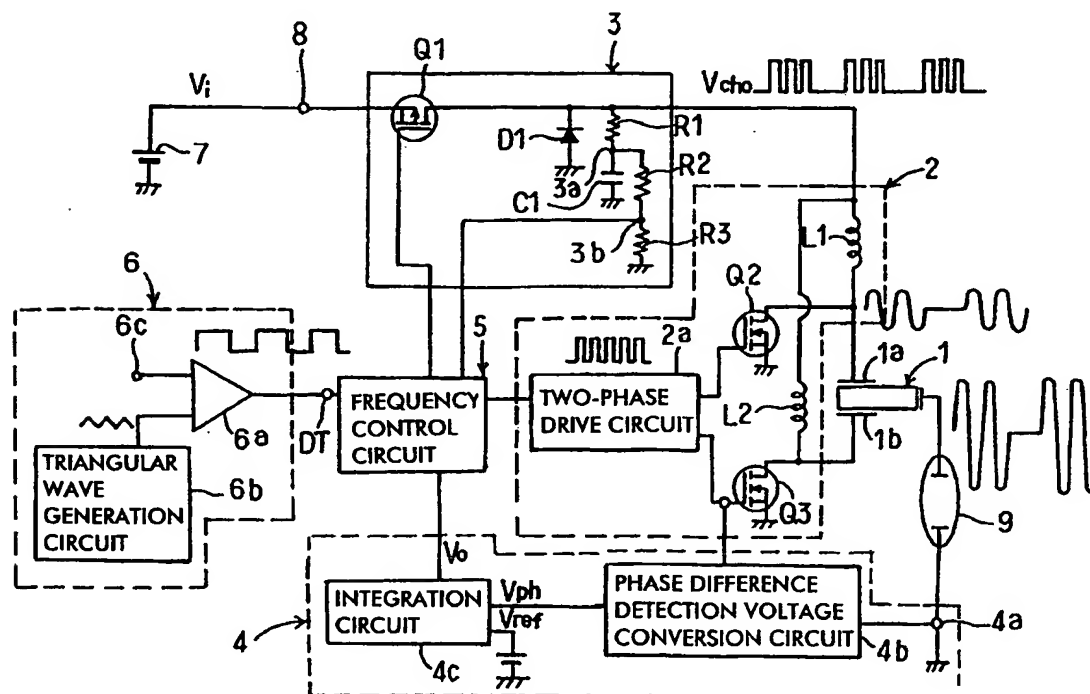 8
Q1
3
Vi
Vcho
D1
R1
7
3a
R2
2
C1
3b
R3
L1
6
Q2
6c
5
2a
1a
1
FREQUENCY
CONTROL
CIRCUIT
TWO-PHASE
DRIVE CIRCUIT
L2
6a
DT
1b
TRIANGULAR
WAVE
GENERATION
CIRCUIT
6b
Q3
9
Vo
INTEGRATION
CIRCUIT
Vph
Vref
PHASE DIFFERENCE
DETECTION VOLTAGE
CONVERSION CIRCUIT
4
4a
4c
4b